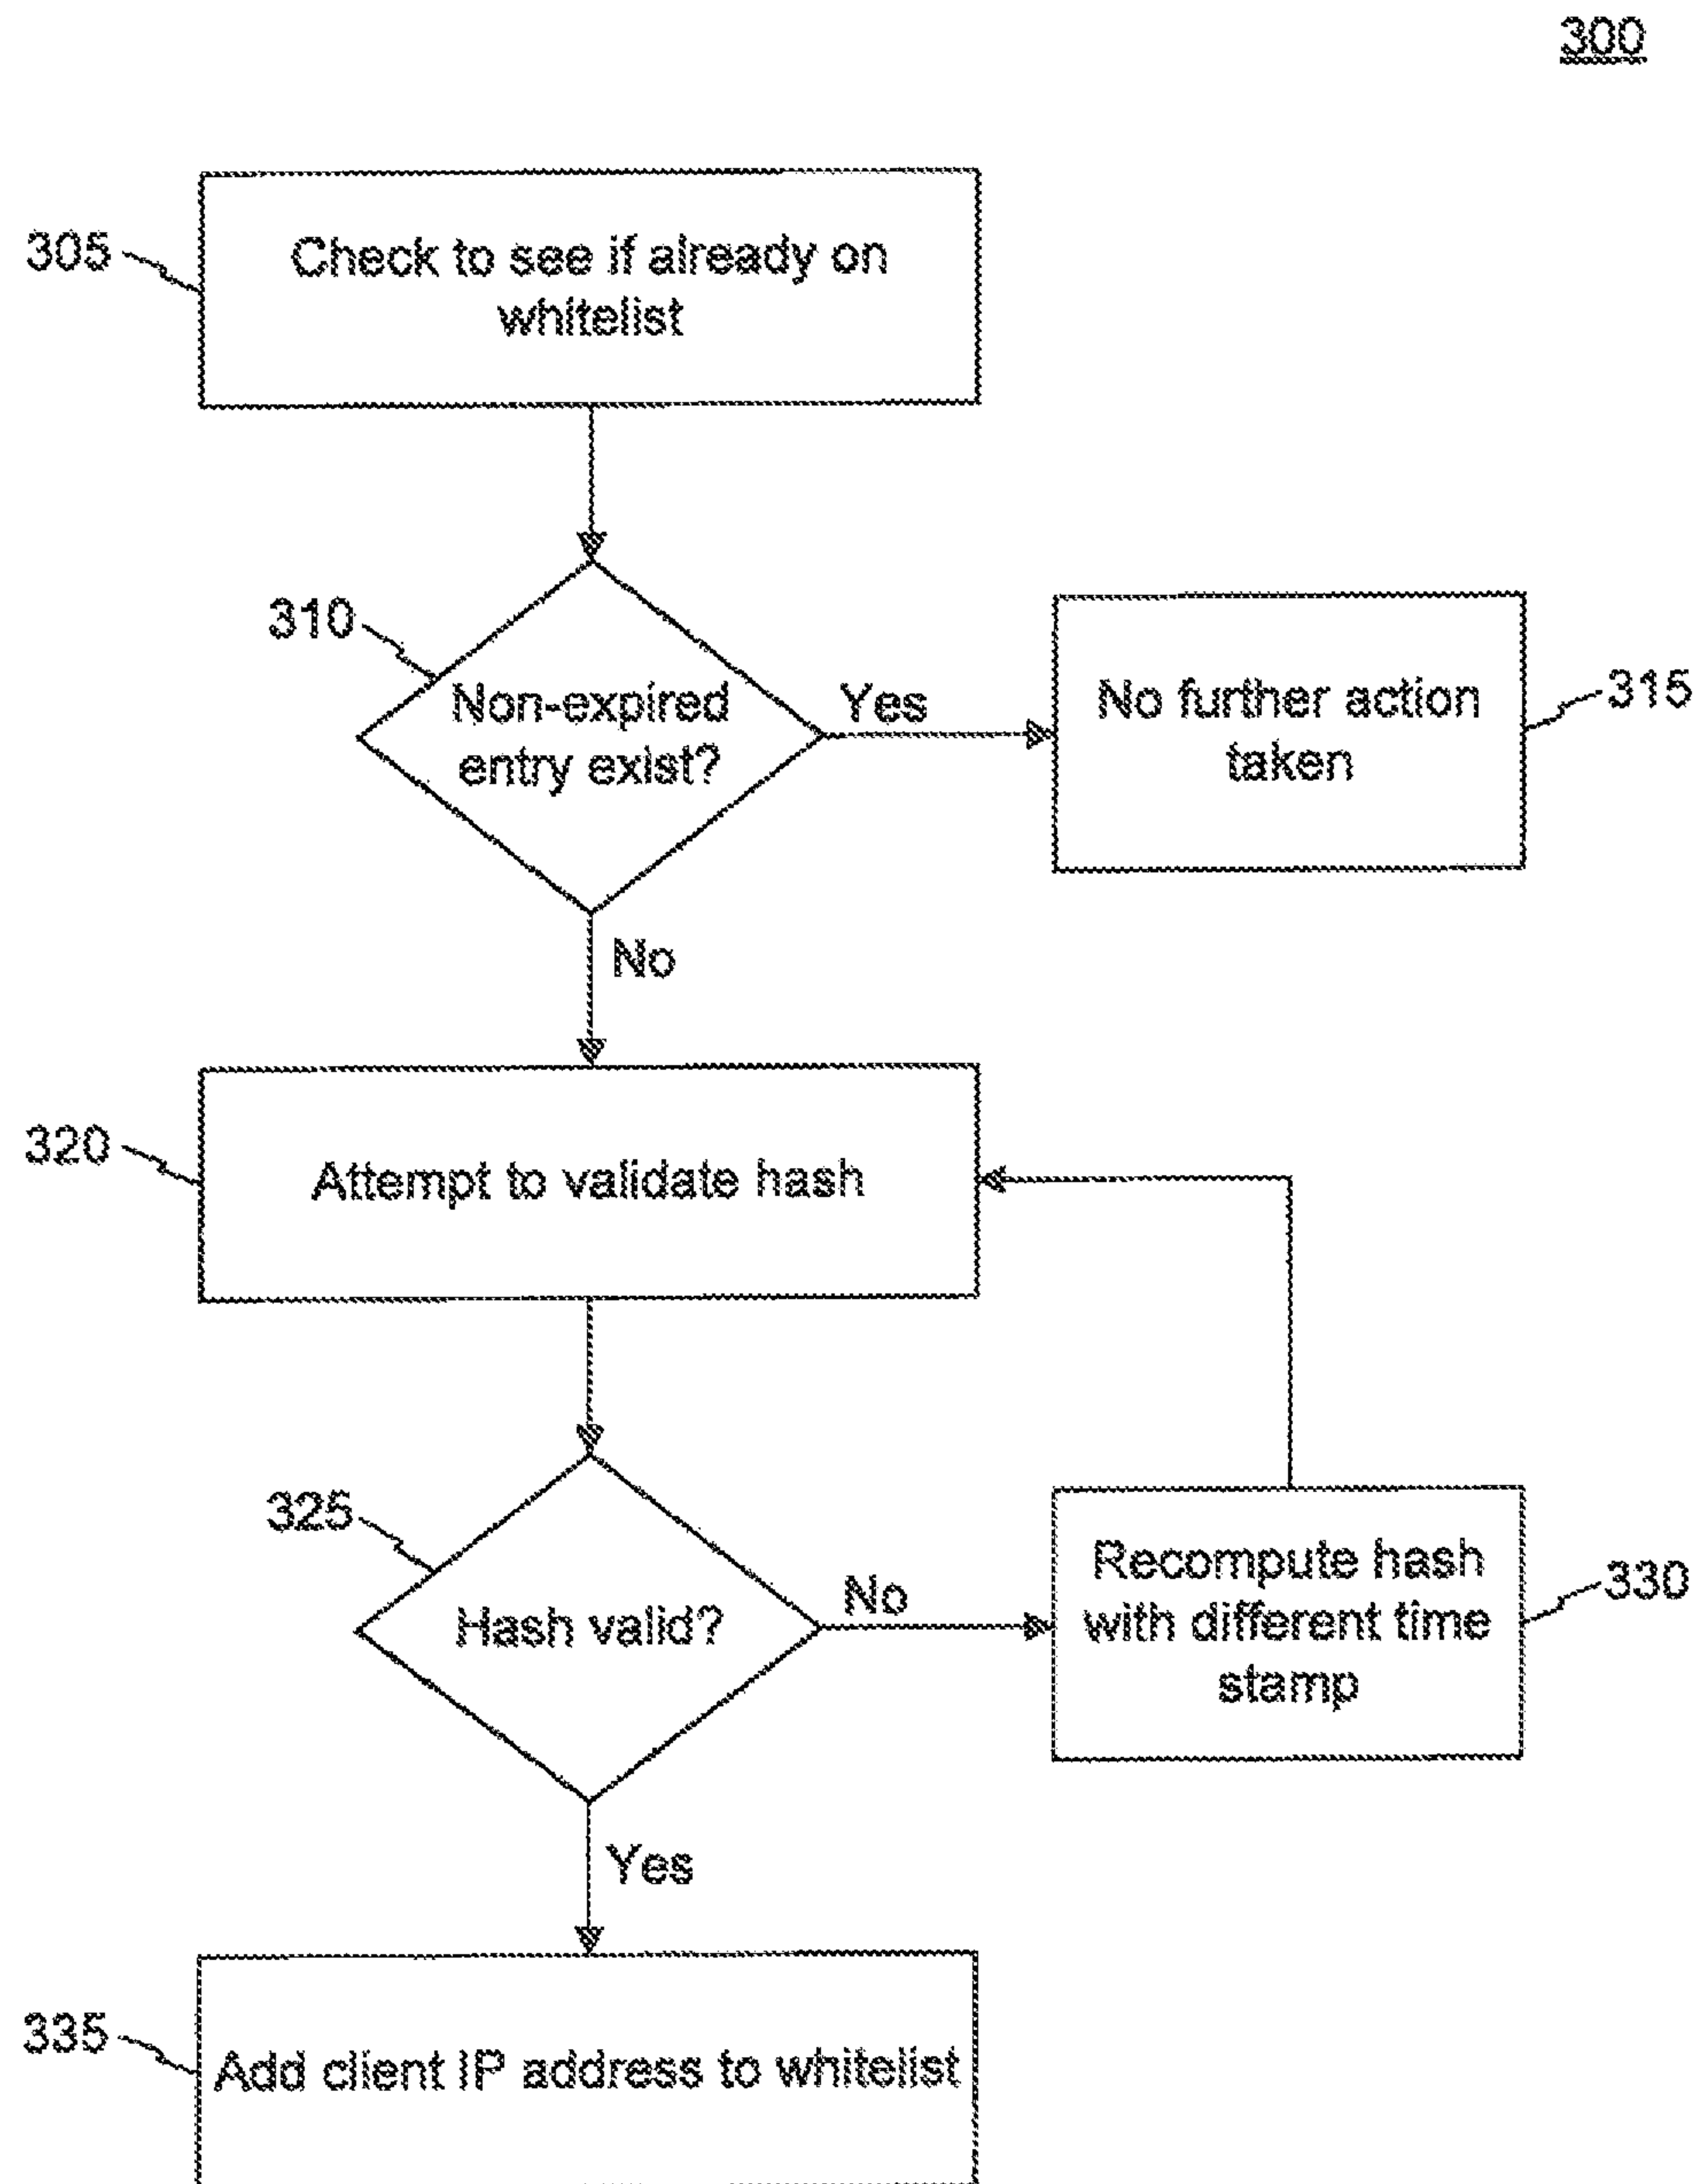 300
305
Check to see if already on
whitelist
310
Non-expired
entry exist?
Yes
No further action
taken
315
No
320
Attempt to validate hash
325
Hash valid?
No
Recompute hash
with different time
stamp
330
Yes
335
Add client IP address to whitelist